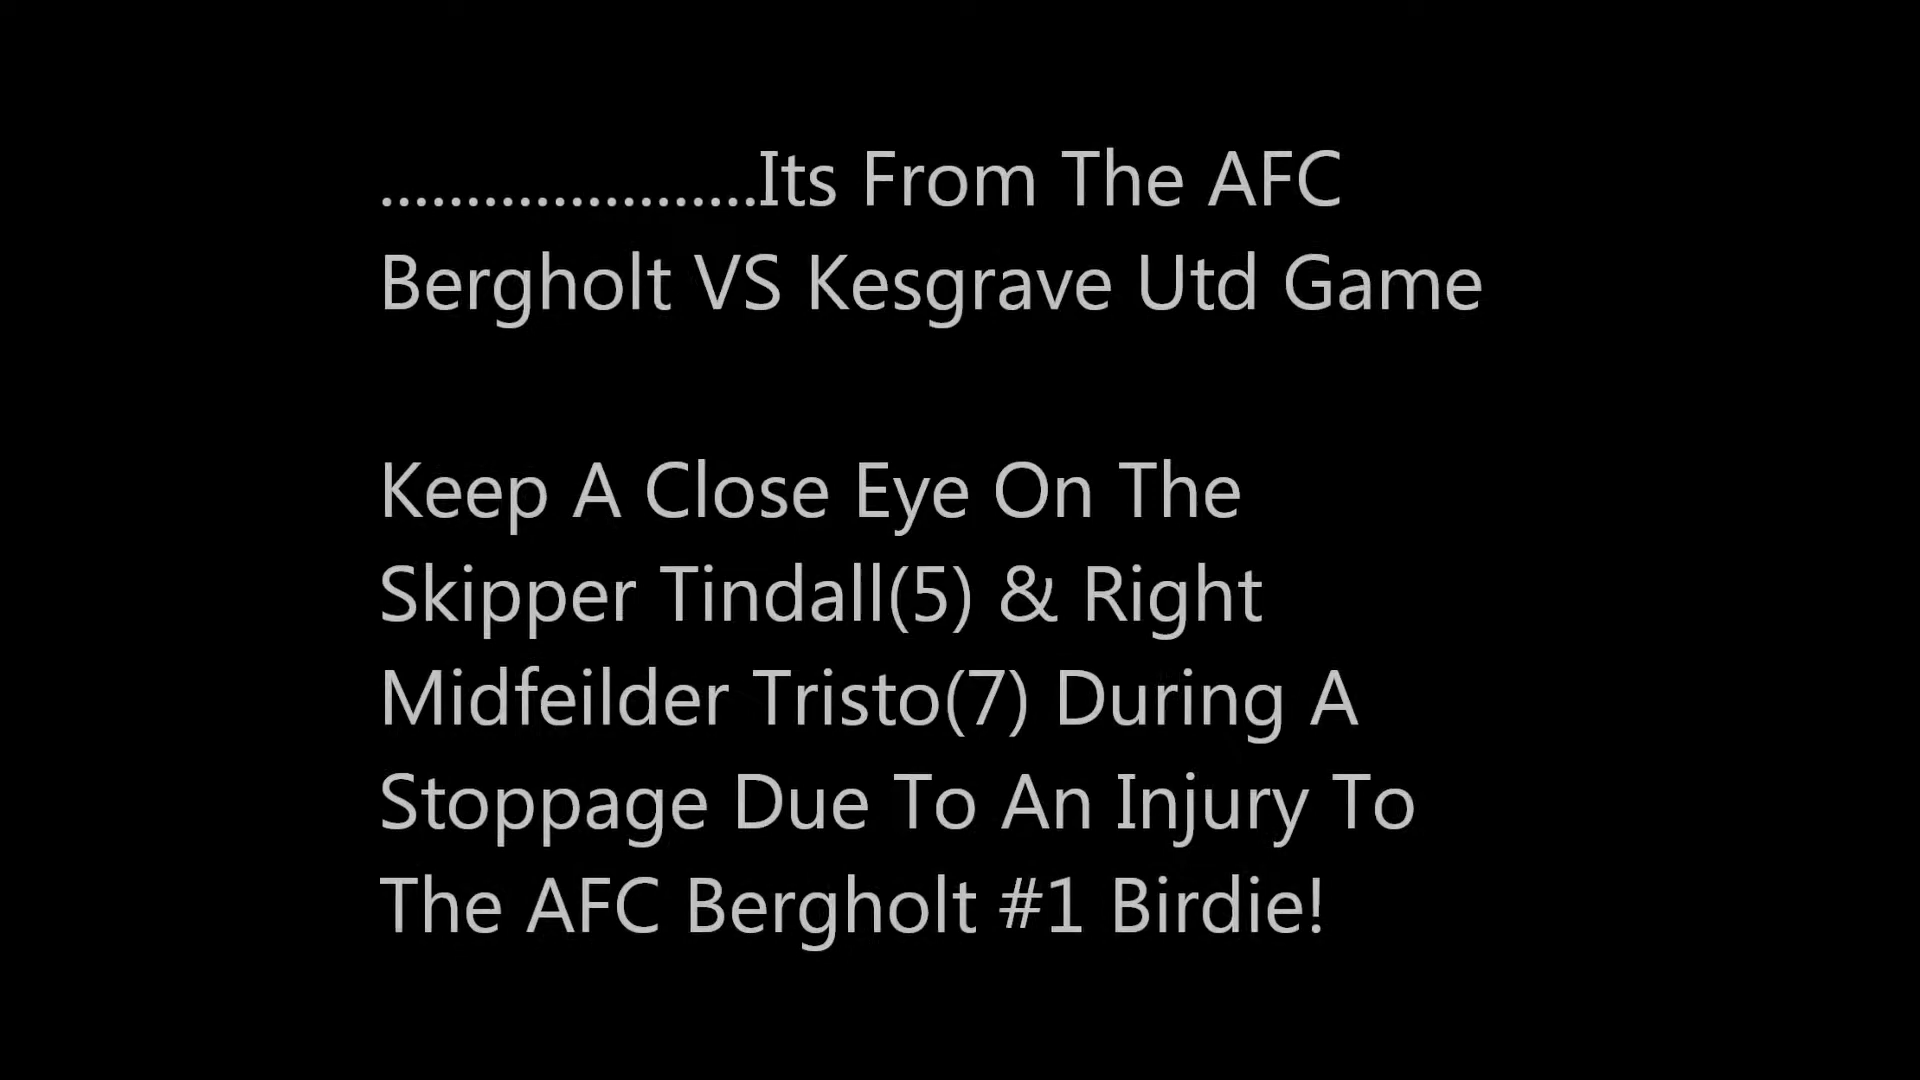 .....................Its From The AFC
Bergholt VS Kesgrave Utd Game
Keep A Close Eye On The
Skipper Tindall(5) & Right
Midfeilder Tristo(7) During A
Stoppage Due To An Injury To
The AFC Bergholt #1 Birdie!